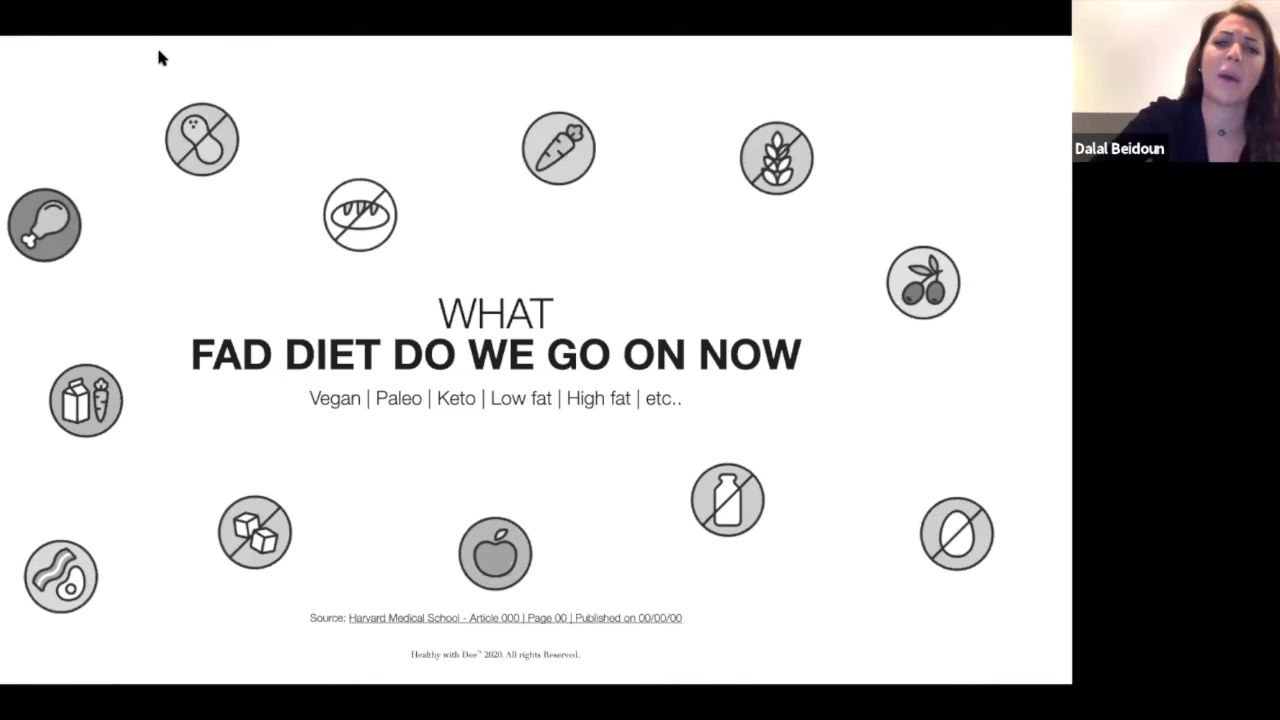 Dalal Beidoun
WHAT
FAD DIET DO WE GO ON NOW
Vegan | Paleo | Keto | Low fat | High fat | etc..
Source: Harvard Medical School - Article 000 | Page 00 | Published on 00/00/00
Healthy with Dee™ 2020. All rights Reserved.